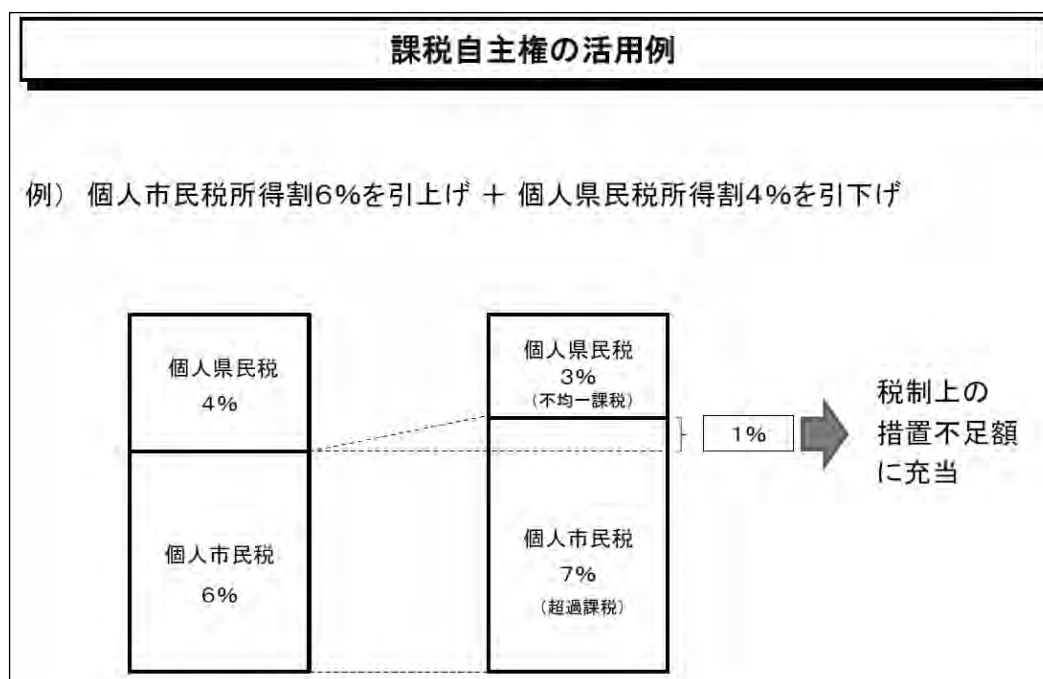 課税自主権の活用例
例） 個人市民税所得割6%を引上げ ＋ 個人県民税所得割4%を引下げ
個人県民税
4%
個人市民税
6%
個人県民税
3%
（不均一課税）
個人市民税
7%
（超過課税）
1%
税制上の
措置不足額
に充当